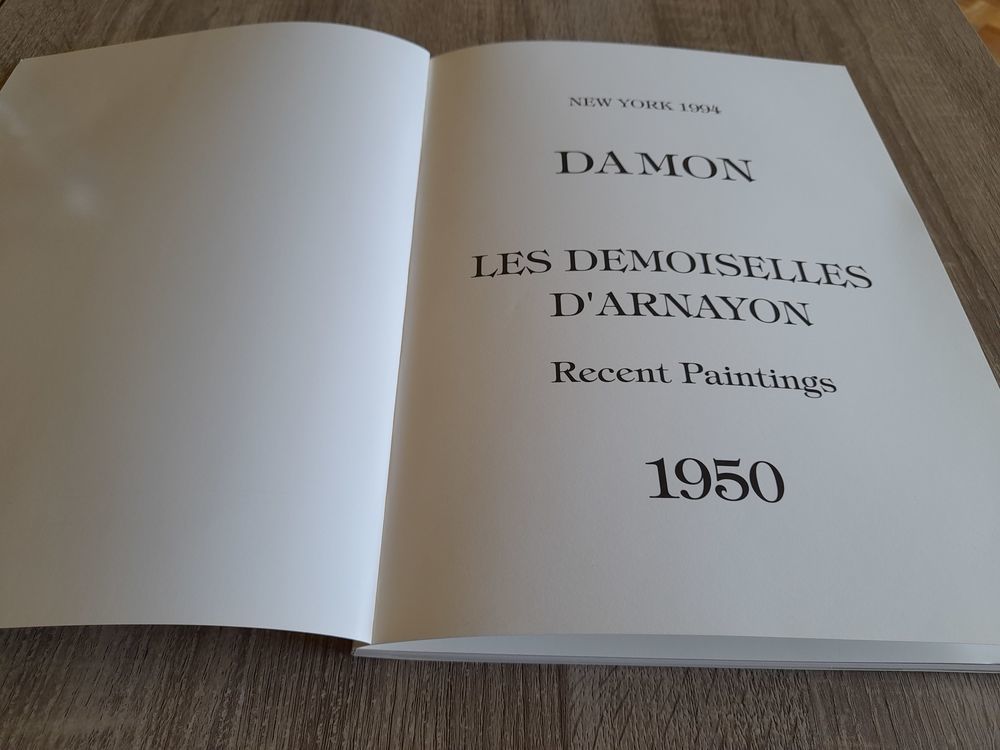 NEW YORK 1994
DAMON
LES DEMOISELLES
D'ARNAYON
Recent Paintings
1950